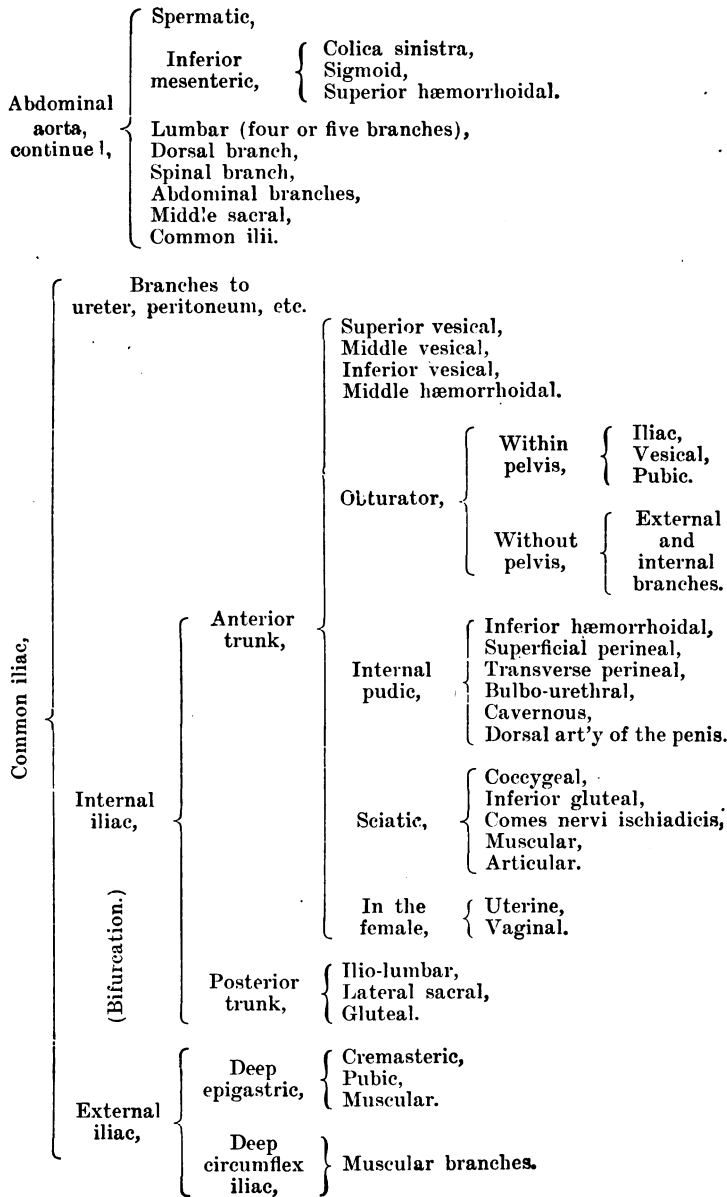 Abdominal
aorta,
continued,
Spermatic,
Inferior
mesenteric,
Colica sinistra,
Sigmoid,
Superior hæmorrhoidal.
Lumbar (four or five branches),
Dorsal branch,
Spinal branch,
Abdominal branches,
Middle sacral,
Common ilii.
Common iliac,
Branches to
ureter, peritoneum, etc.
Internal
iliac,
(Bifurcation.)
Anterior
trunk,
Superior vesical,
Middle vesical,
Inferior vesical,
Middle hæmorrhoidal.
Obturator,
Within
pelvis,
Iliac,
Vesical,
Pubic.
Without
pelvis,
External
and
internal
branches.
Internal
pudic,
Inferior hæmorrhoidal,
Superficial perineal,
Transverse perineal,
Bulbo-urethral,
Cavernous,
Dorsal art'y of the penis.
Sciatic,
Coccygeal,
Inferior gluteal,
Comes nervi ischiadicis,
Muscular,
Articular.
In the
female,
Uterine,
Vaginal.
Posterior
trunk,
Ilio-lumbar,
Lateral sacral,
Gluteal.
External
iliac,
Deep
epigastric,
Cremasteric,
Pubic,
Muscular.
Deep
circumflex
iliac,
Muscular branches.